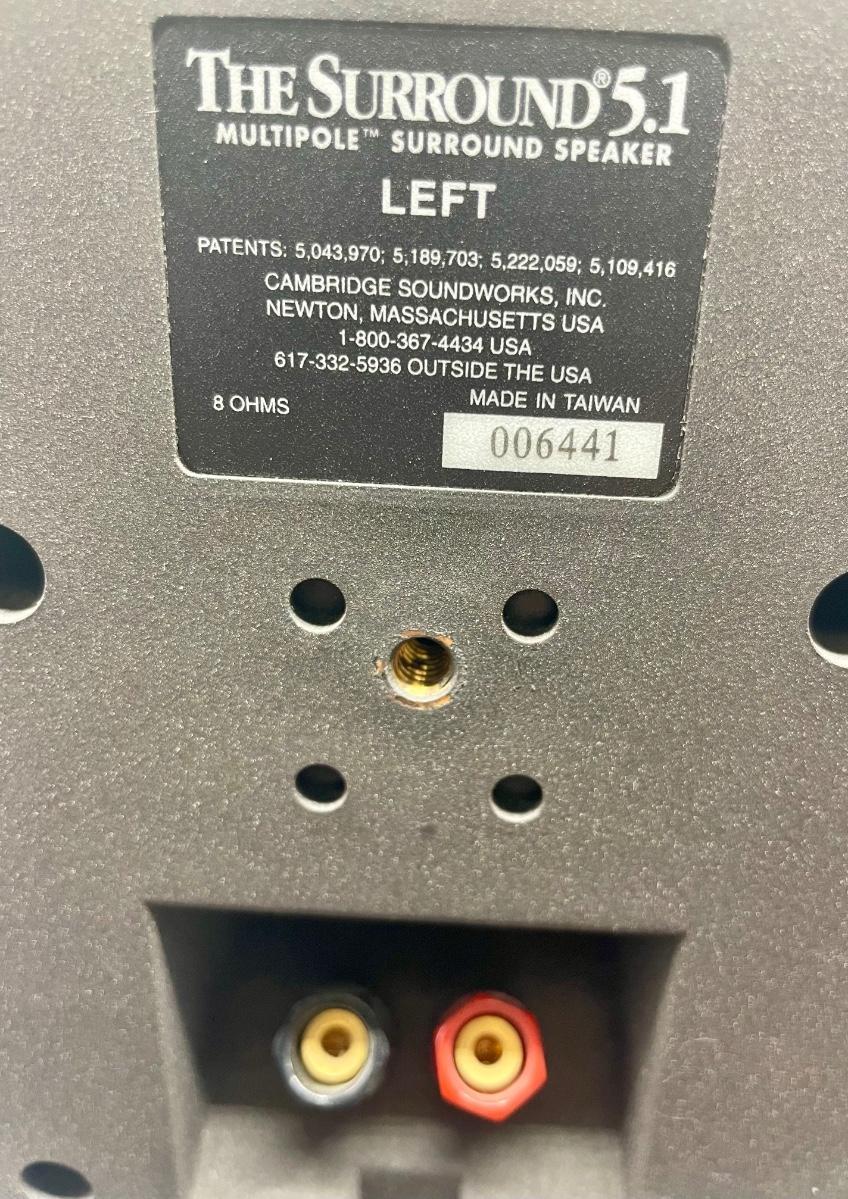 THE SURROUND® 5.1
MULTIPOLE™ SURROUND SPEAKER
LEFT
PATENTS: 5,043,970; 5,189,703; 5,222,059; 5,109,416
CAMBRIDGE SOUNDWORKS, INC.
NEWTON, MASSACHUSETTS USA
1-800-367-4434 USA
617-332-5936 OUTSIDE THE USA
8 OHMS MADE IN TAIWAN
006441